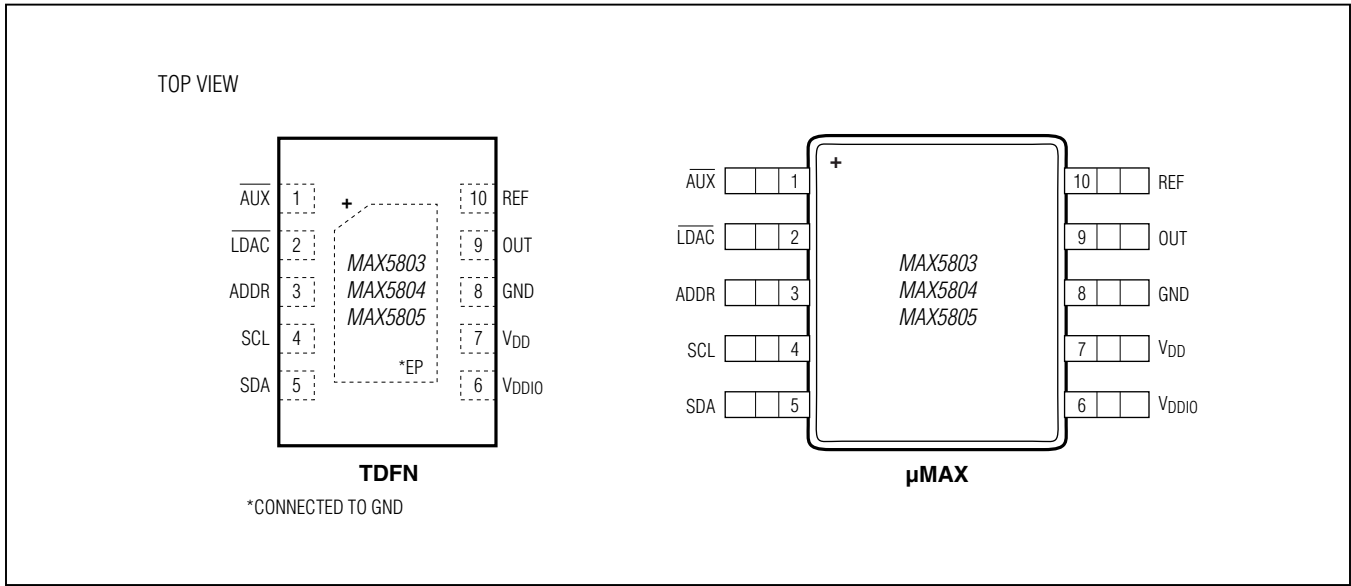 TOP VIEW
AUX 1
LDAC 2
ADDR 3
SCL 4
SDA 5
+
MAX5803
MAX5804
MAX5805
*EP
10 REF
9 OUT
8 GND
7 VDD
6 VDDIO
TDFN
*CONNECTED TO GND
AUX 1
LDAC 2
ADDR 3
SCL 4
SDA 5
+
MAX5803
MAX5804
MAX5805
10 REF
9 OUT
8 GND
7 VDD
6 VDDIO
µMAX